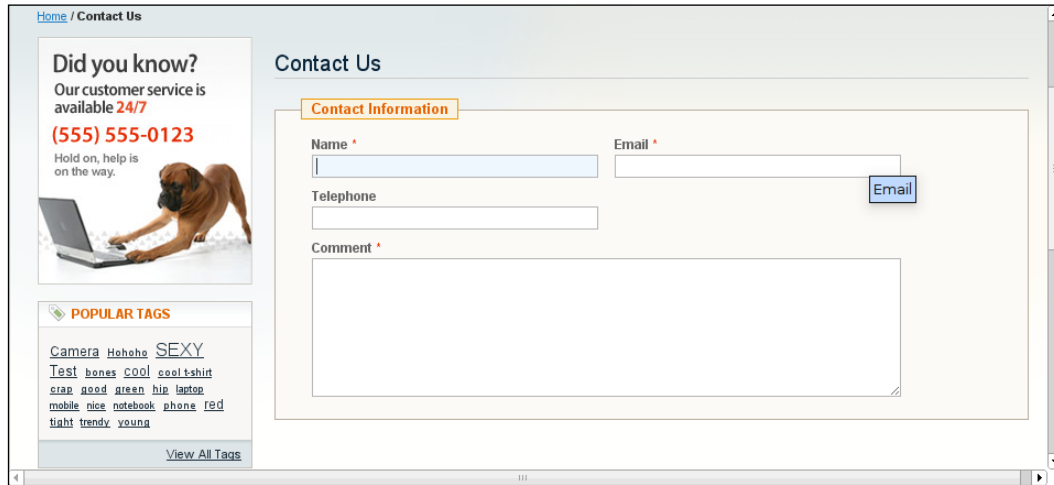 Home / Contact Us
Did you know?
Our customer service is
available 24/7
(555) 555-0123
Hold on, help is
on the way.
POPULAR TAGS
Camera Hohoho SEXY
Test bones cool cool t-shirt
crap good green hip laptop
mobile nice notebook phone red
tight trendy young
View All Tags
Contact Us
Contact Information
Name * Email *
Email
Telephone
Comment *